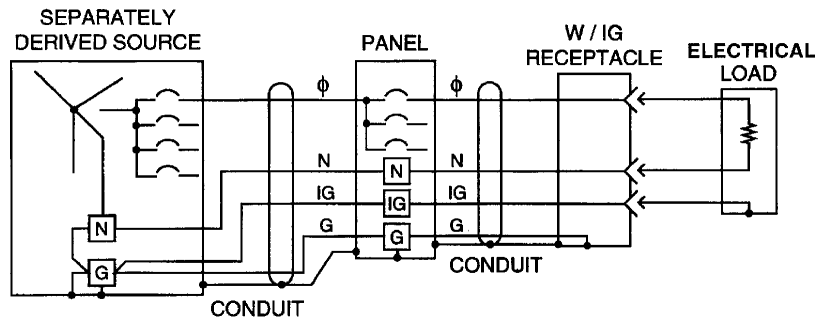 SEPARATELY
DERIVED SOURCE
PANEL
W / IG
RECEPTACLE
ELECTRICAL
LOAD
ϕ
ϕ
N
N
N
IG
IG
IG
N
G
G
G
G
CONDUIT
CONDUIT